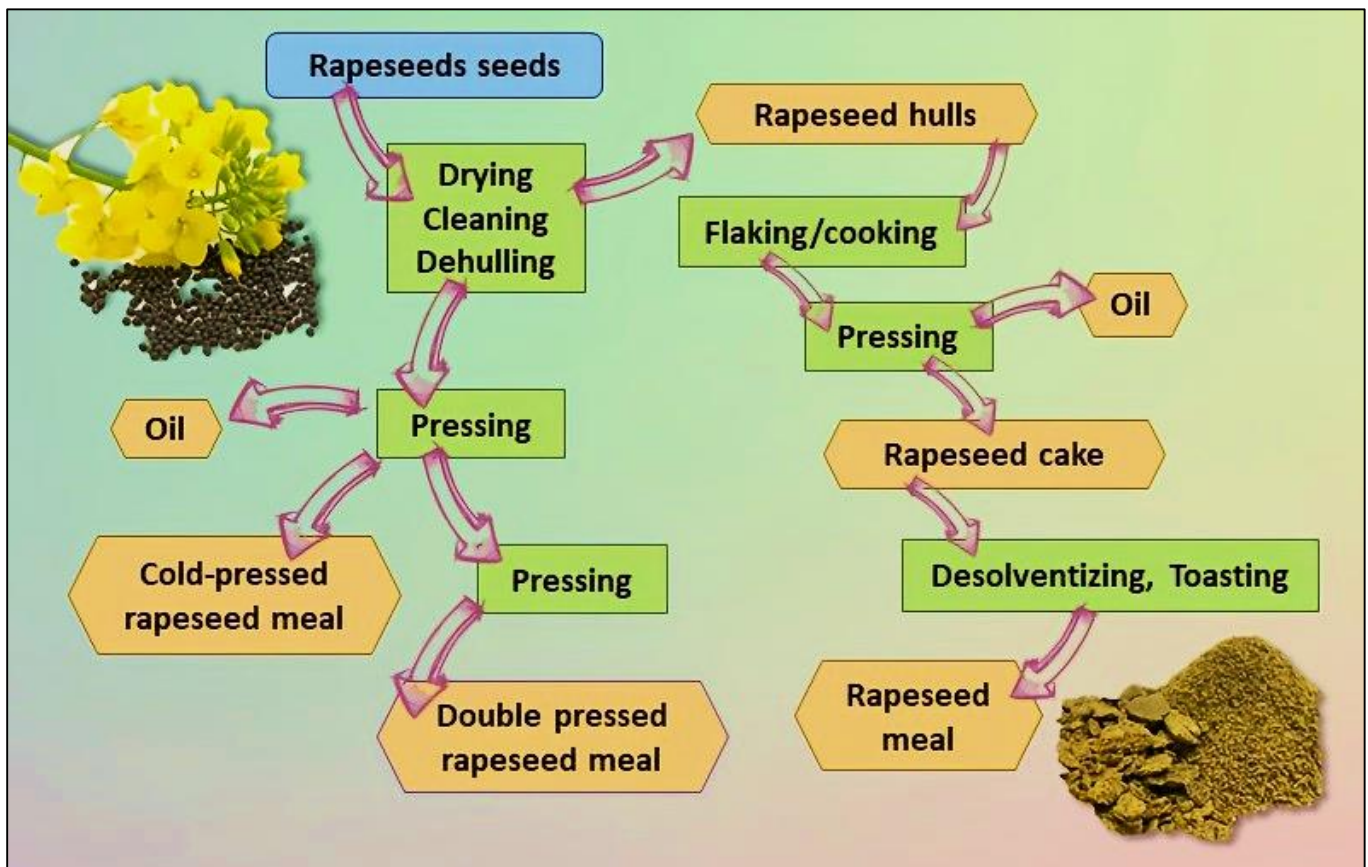 Rapeseeds seeds
Rapeseed hulls
Drying
Cleaning
Dehulling
Flaking/cooking
Oil
Pressing
Oil
Pressing
Rapeseed cake
Cold-pressed
rapeseed meal
Pressing
Desolventizing, Toasting
Double pressed
rapeseed meal
Rapeseed
meal